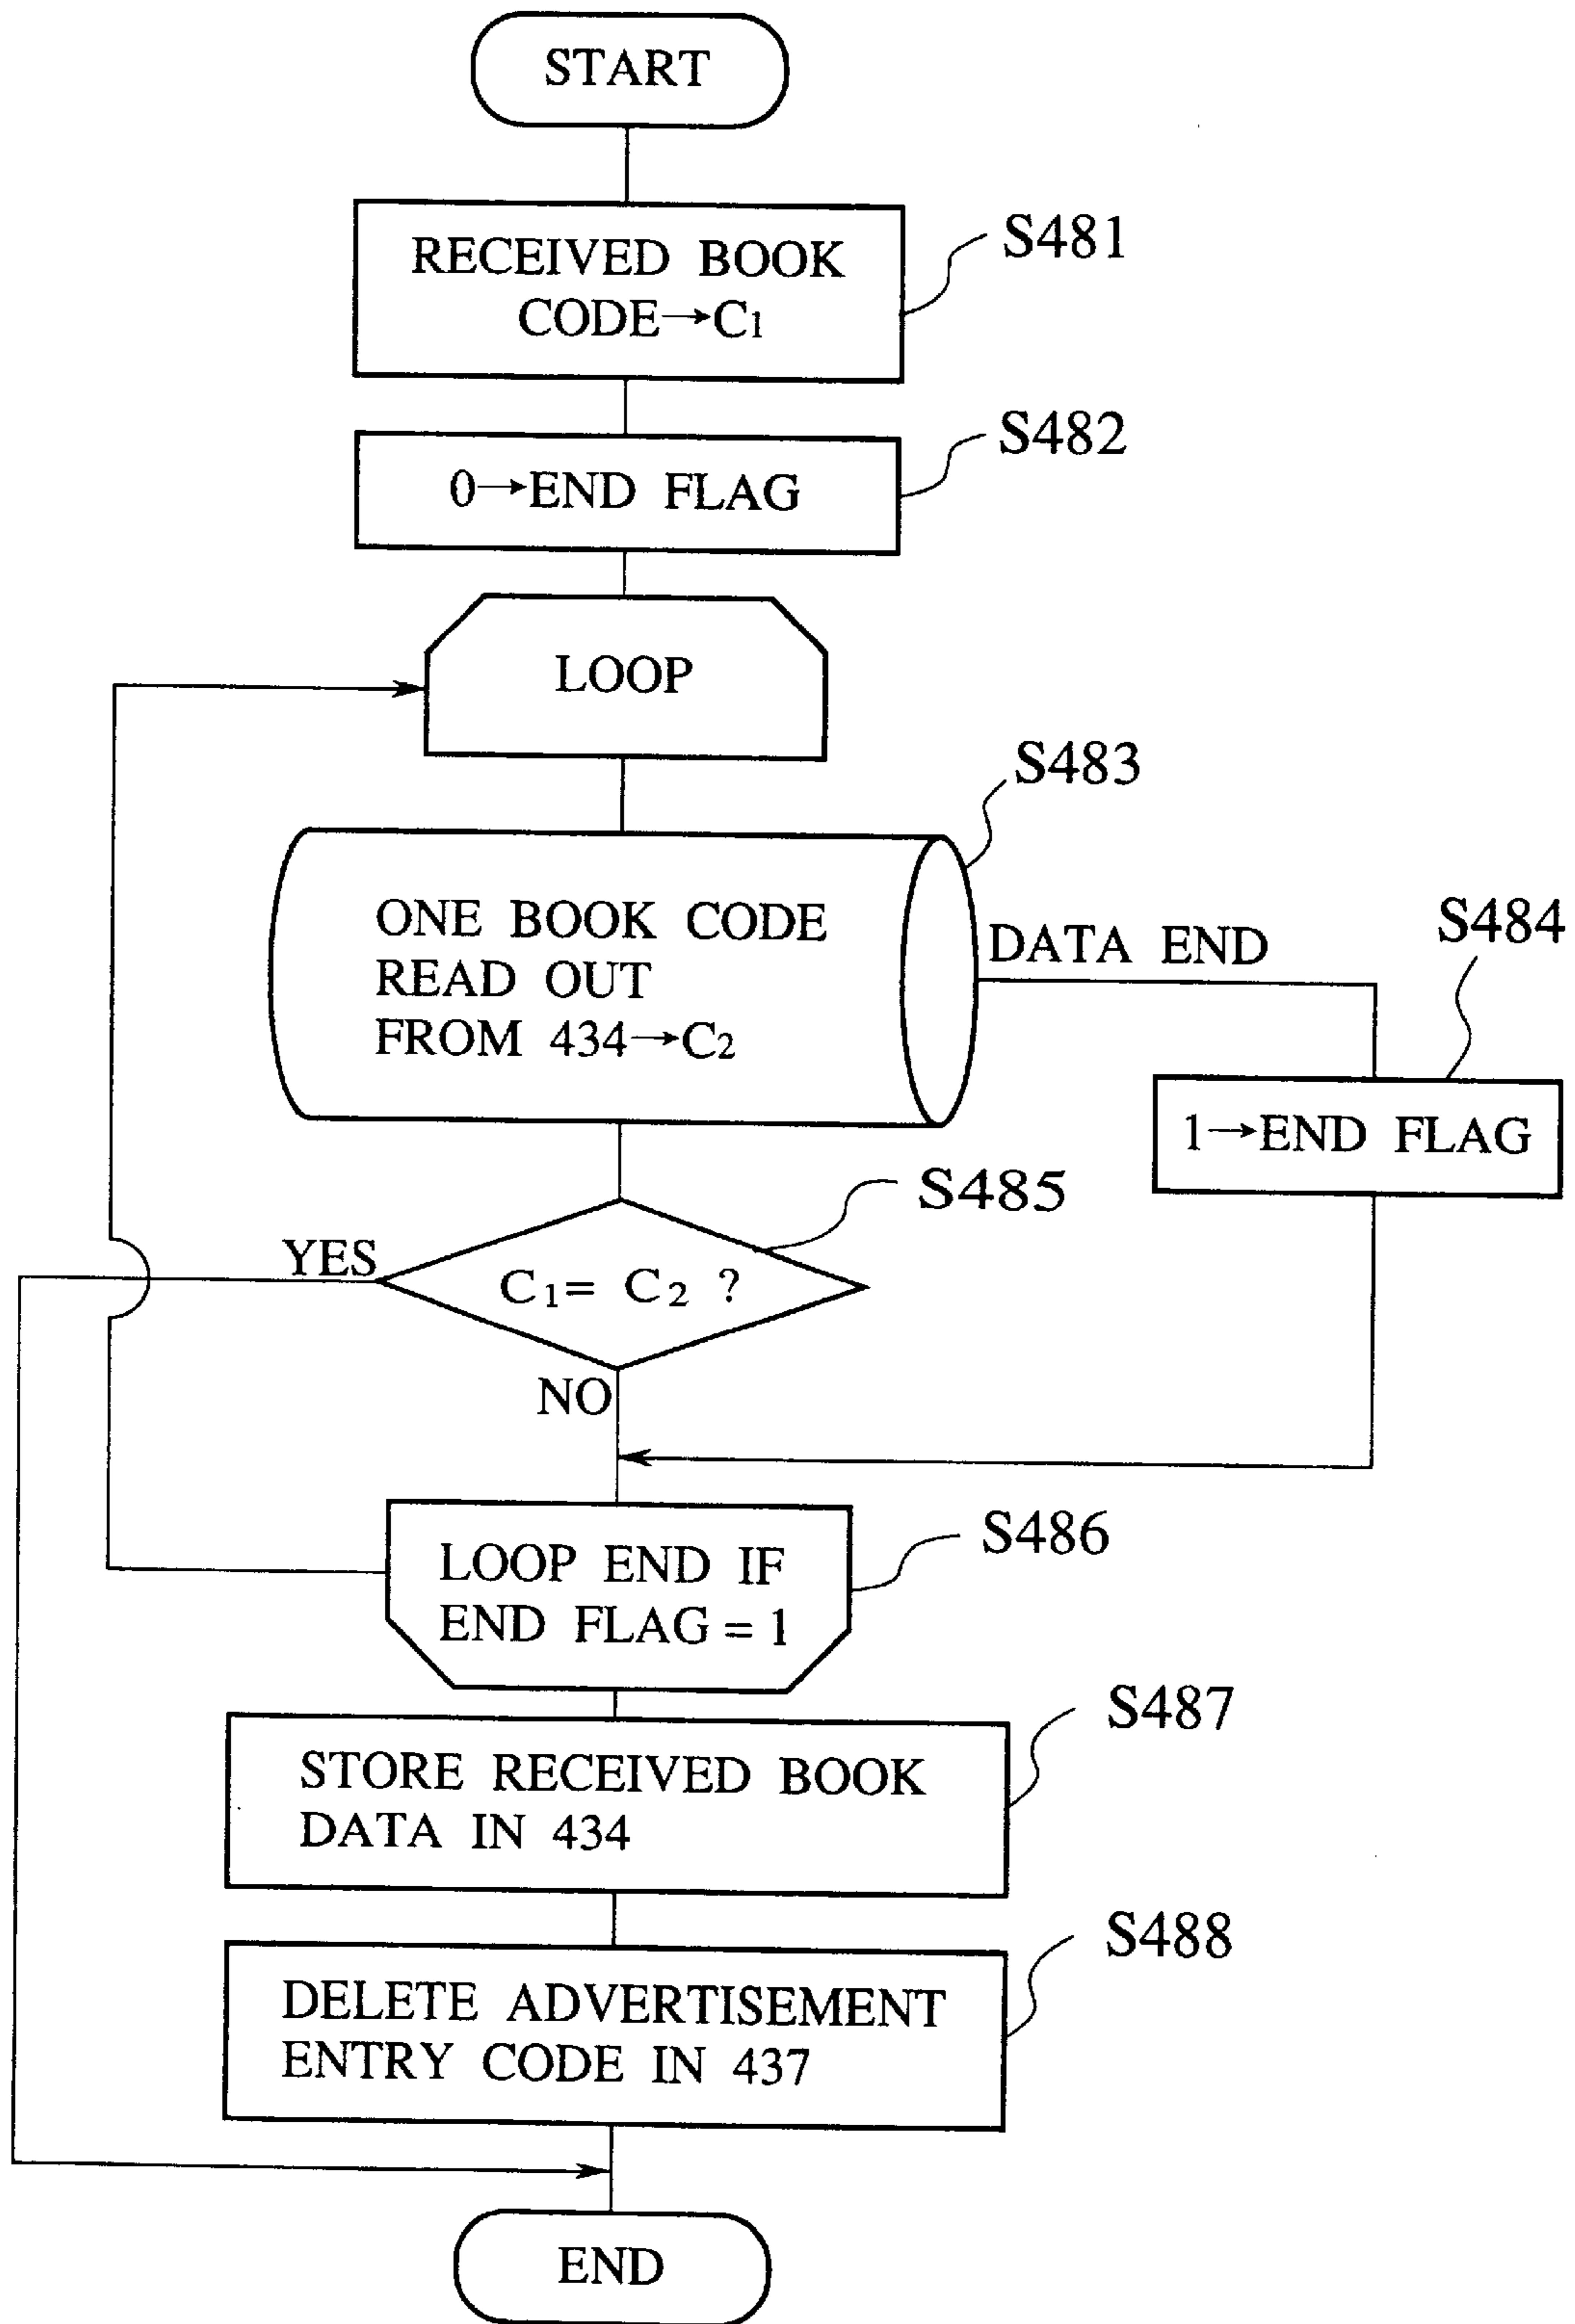 START
RECEIVED BOOK
CODE→C1
S481
0→END FLAG
S482
LOOP
S483
ONE BOOK CODE
READ OUT
FROM 434→C2
DATA END
S484
1→END FLAG
S485
YES
C1= C2 ?
NO
S486
LOOP END IF
END FLAG = 1
S487
STORE RECEIVED BOOK
DATA IN 434
S488
DELETE ADVERTISEMENT
ENTRY CODE IN 437
END